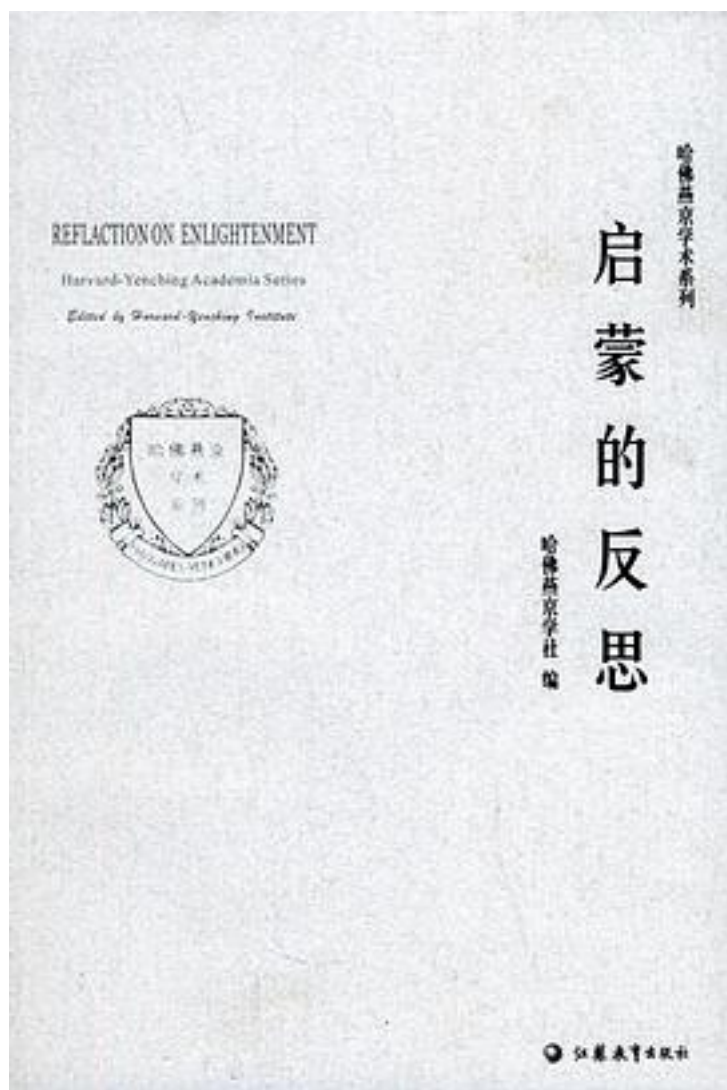 哈佛燕京学术系列
启蒙的反思
哈佛燕京学社 编
REFLACTION ON ENLIGHTENMENT
Harvard-Yenching Academia Series
Edited by Harvard-Yenching Institute
哈佛燕京
学术
系列
江苏教育出版社